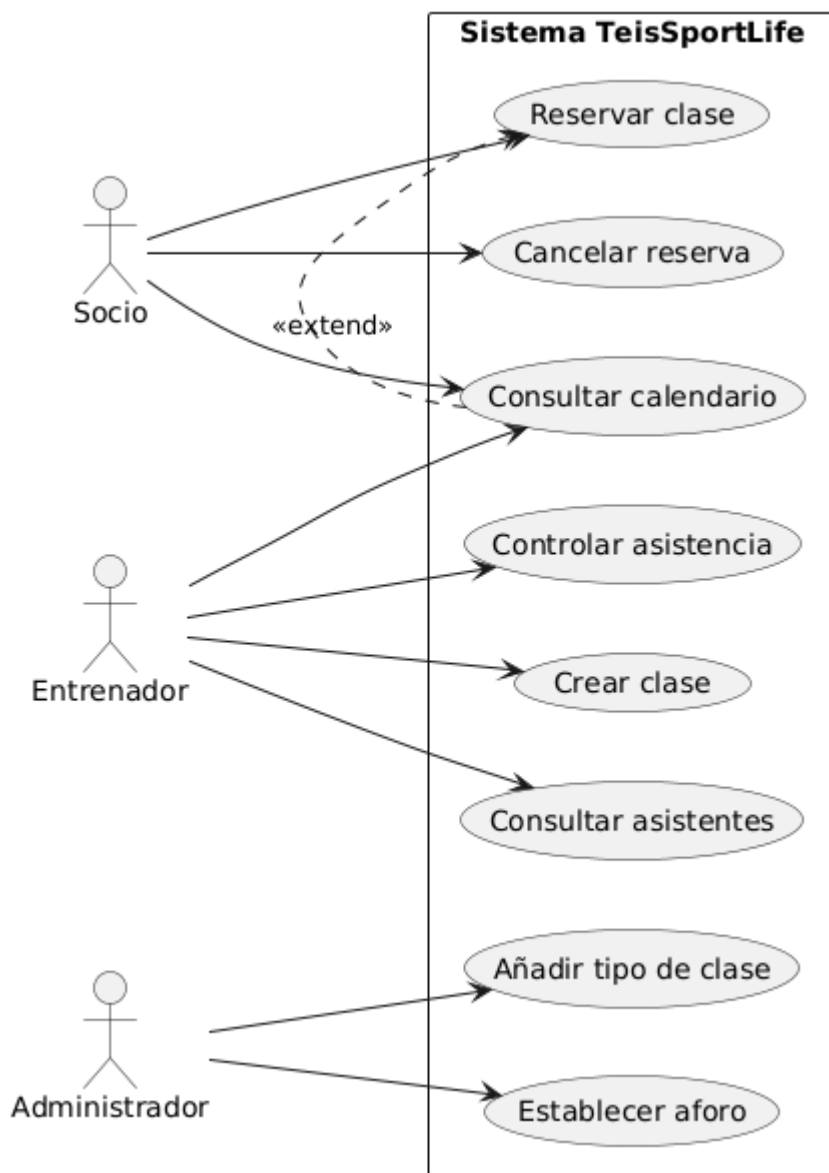 Sistema TeisSportLife
Reservar clase
Cancelar reserva
Socio
«extend»
Consultar calendario
Controlar asistencia
Entrenador
Crear clase
Consultar asistentes
Añadir tipo de clase
Administrador
Establecer aforo